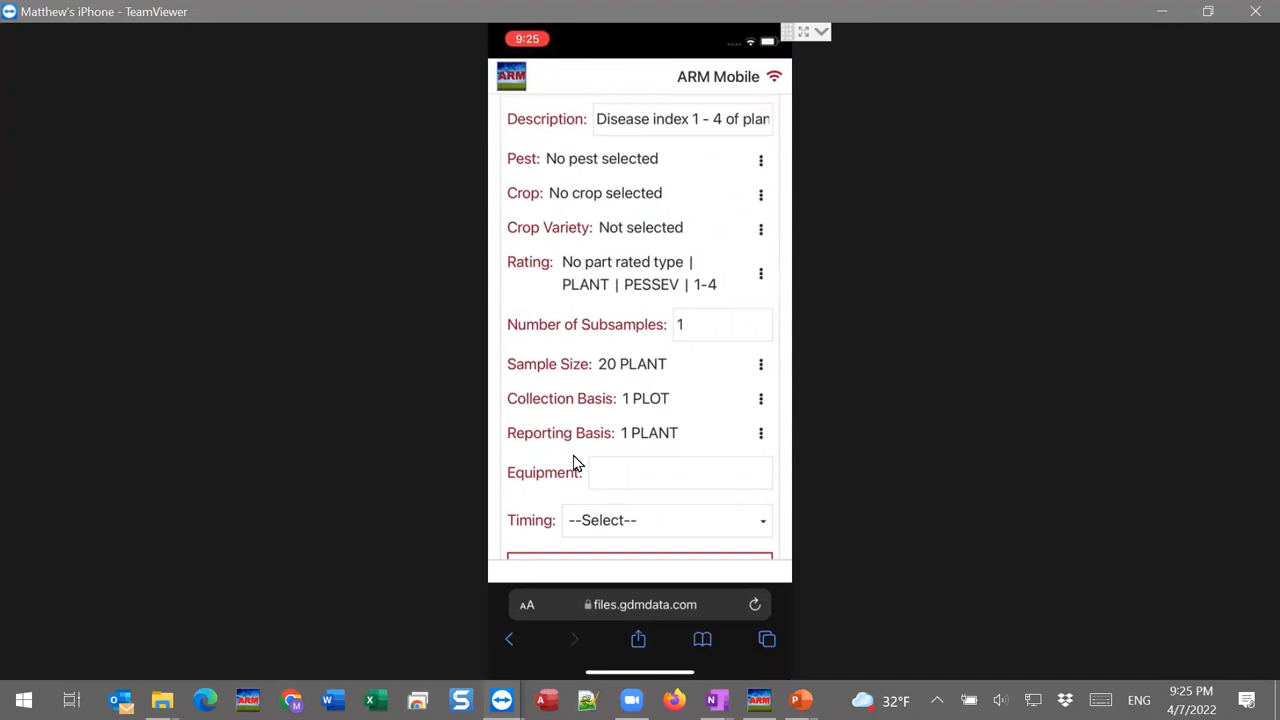 Matthew's iPhone - TeamViewer
9:25
ARM
ARM Mobile
Description: Disease index 1 - 4 of plan
Pest: No pest selected
Crop: No crop selected
Crop Variety: Not selected
Rating: No part rated type |
PLANT | PESSEV | 1-4
Number of Subsamples: 1
Sample Size: 20 PLANT
Collection Basis: 1 PLOT
Reporting Basis: 1 PLANT
Equipment:
Timing: --Select--
AA files.gdmdata.com
32°F ENG 9:25 PM
4/7/2022